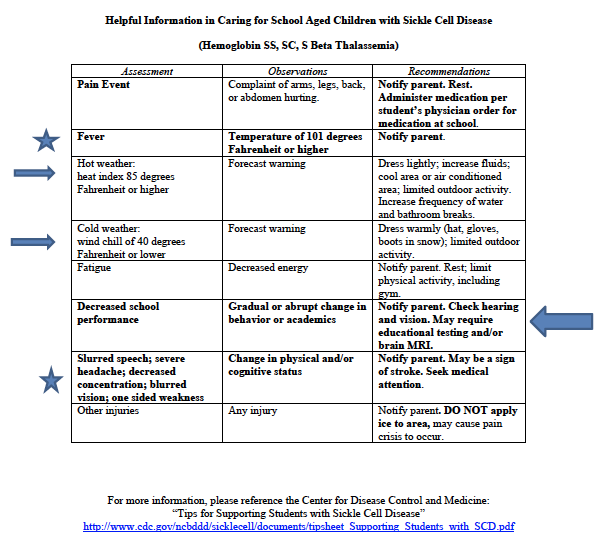 Helpful Information in Caring for School Aged Children with Sickle Cell Disease
(Hemoglobin SS, SC, S Beta Thalassemia)
Assessment Observations Recommendations
Pain Event Complaint of arms, legs, back, Notify parent. Rest.
or abdomen hurting. Administer medication per
student's physician order for
medication at school.
Fever Temperature of 101 degrees Notify parent.
Fahrenheit or higher
Hot weather: Forecast warning Dress lightly; increase fluids;
heat index 85 degrees cool area or air conditioned
Fahrenheit or higher area; limited outdoor activity.
Increase frequency of water
and bathroom breaks.
Cold weather: Forecast warning Dress warmly (hat, gloves,
wind chill of 40 degrees boots in snow); limited outdoor
Fahrenheit or lower activity.
Fatigue Decreased energy Notify parent. Rest; limit
physical activity, including
gym.
Decreased school Gradual or abrupt change in Notify parent. Check hearing
performance behavior or academics and vision. May require
educational testing and/or
brain MRI.
Slurred speech; severe Change in physical and/or Notify parent. May be a sign
headache; decreased cognitive status of stroke. Seek medical
concentration; blurred attention.
vision; one sided weakness
Other injuries Any injury Notify parent. DO NOT apply
ice to area, may cause pain
crisis to occur.
For more information, please reference the Center for Disease Control and Medicine:
"Tips for Supporting Students with Sickle Cell Disease"
http://www.cdc.gov/ncbddd/sicklecell/documents/tipsheet_Supporting_Students_with_SCD.pdf